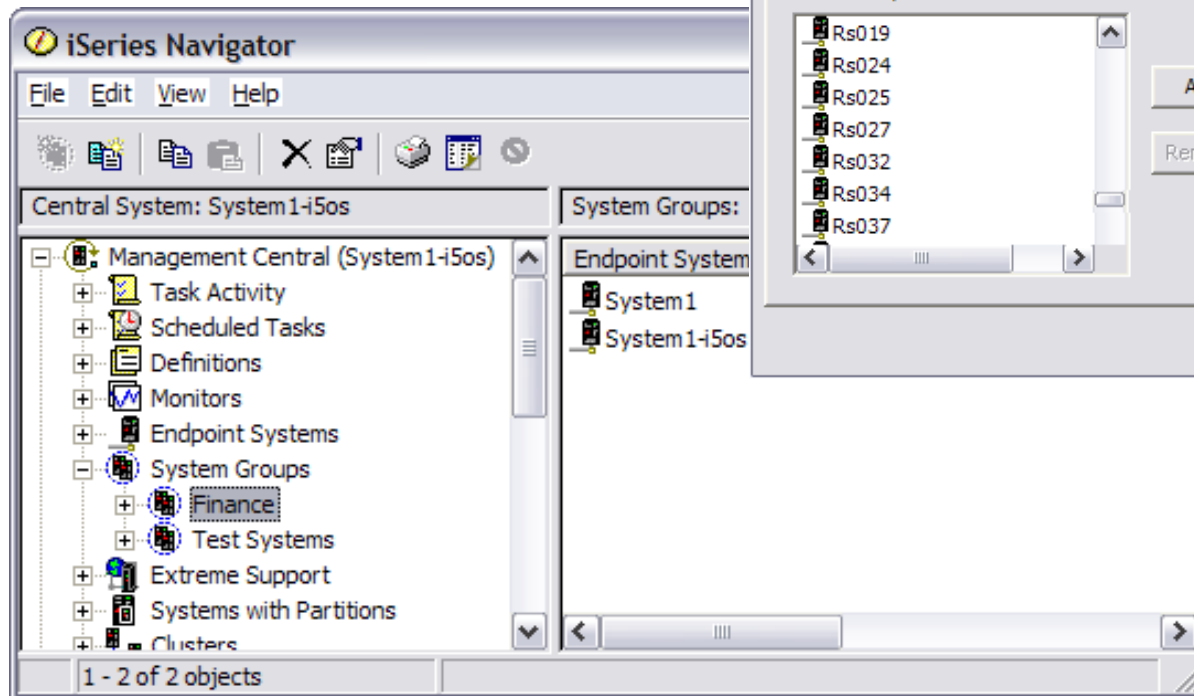 iSeries Navigator
File Edit View Help
Central System: System1-i5os
System Groups:
Management Central (System1-i5os)
Task Activity
Scheduled Tasks
Definitions
Monitors
Endpoint Systems
System Groups
Finance
Test Systems
Extreme Support
Systems with Partitions
Clusters
Endpoint System
System1
System1-i5os
1 - 2 of 2 objects
Rs019
Rs024
Rs025
Rs027
Rs032
Rs034
Rs037